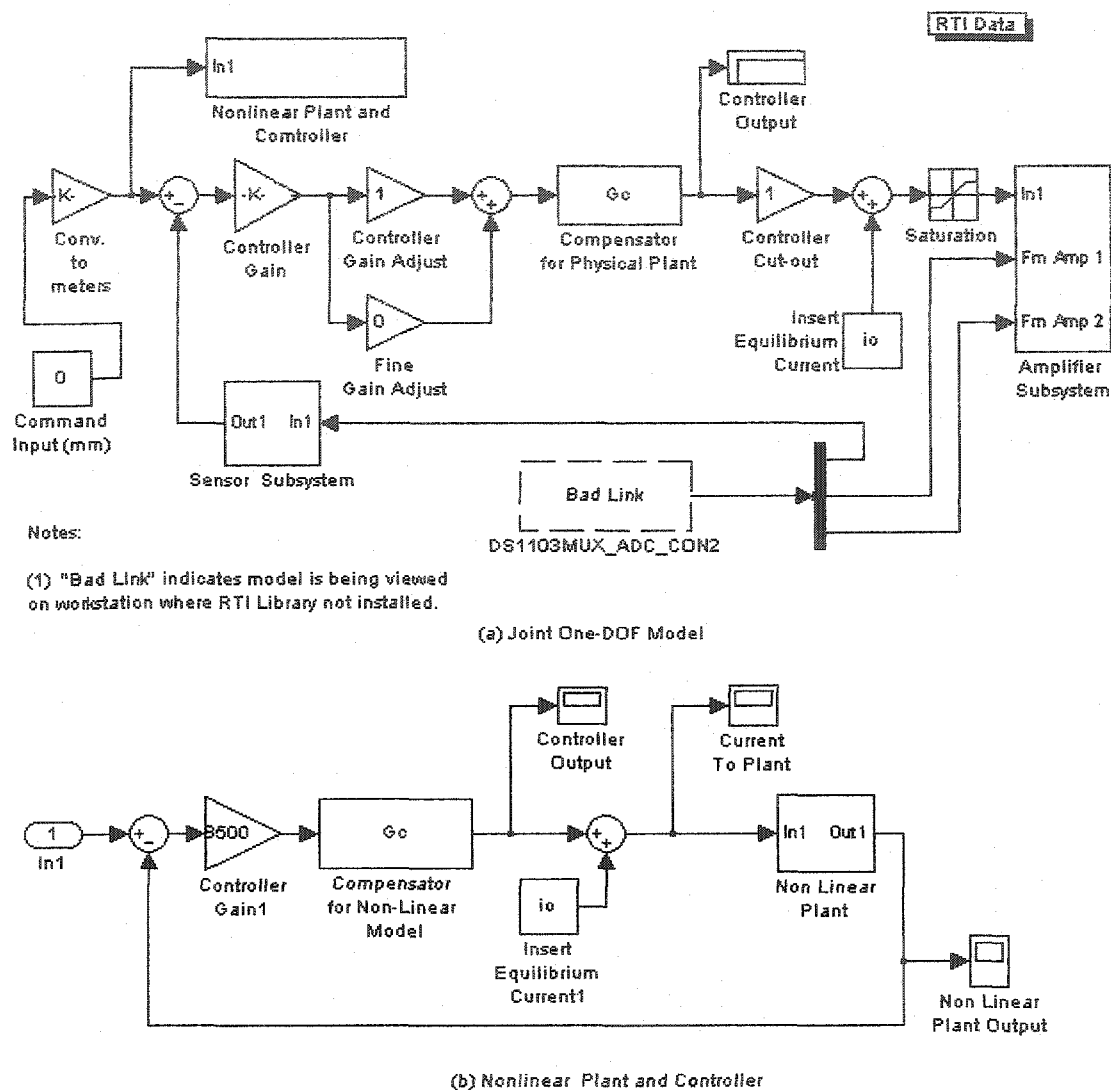 RTI Data
In1
Nonlinear Plant and
Comtroller
Controller
Output
K-
Conv.
to
meters
+
-
-K-
Controller
Gain
1
Controller
Gain Adjust
0
Fine
Gain Adjust
+
+
Gc
Compensator
for Physical Plant
1
Controller
Cut-out
+
+
Saturation
Insert
Equilibrium
Current
io
In1
Fm Amp 1
Fm Amp 2
Amplifier
Subsystem
0
Command
Input (mm)
Out1 In1
Sensor Subsystem
Bad Link
DS1103MUX_ADC_CON2
Notes:
(1) "Bad Link" indicates model is being viewed
on workstation where RTI Library not installed.
(a) Joint One-DOF Model
Controller
Output
Current
To Plant
1
In1
+
-
8500
Controller
Gain1
Gc
Compensator
for Non-Linear
Model
+
+
io
Insert
Equilibrium
Current1
In1 Out1
Non Linear
Plant
Non Linear
Plant Output
(b) Nonlinear Plant and Controller